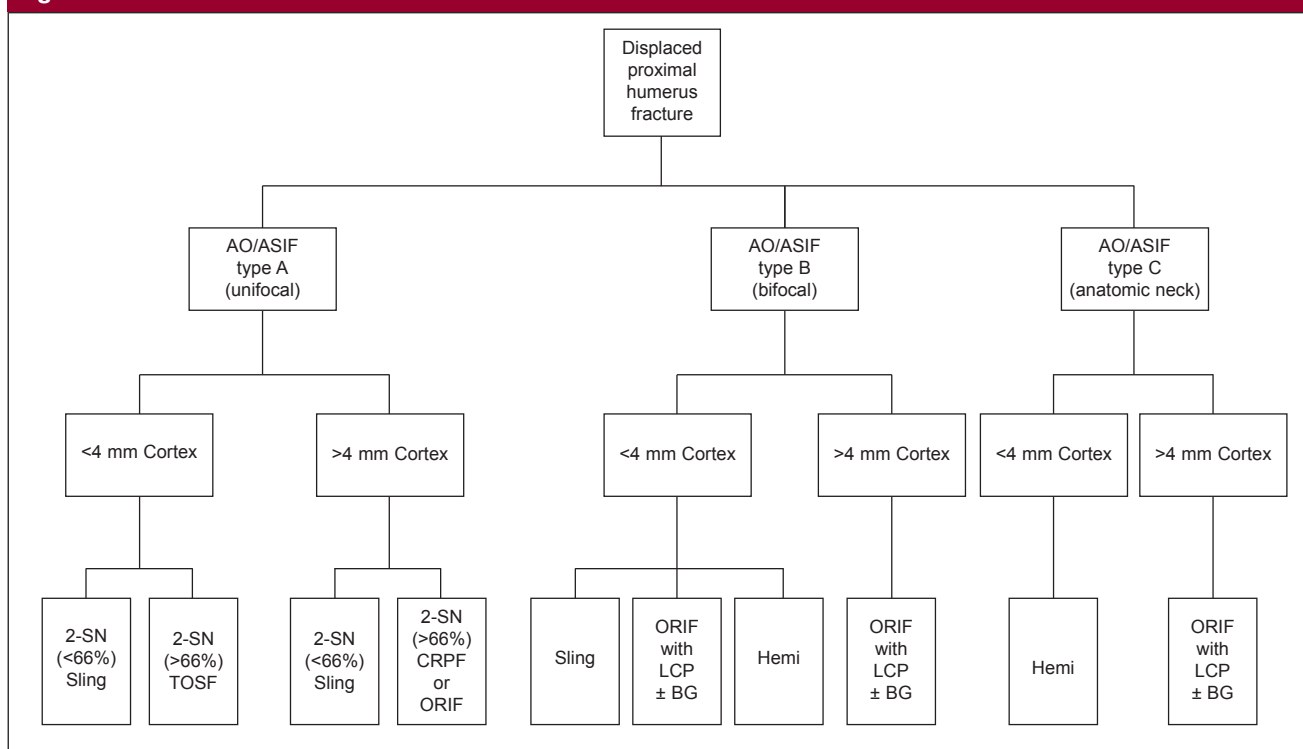 Displaced
proximal
humerus
fracture
AO/ASIF
type A
(unifocal)
AO/ASIF
type B
(bifocal)
AO/ASIF
type C
(anatomic neck)
<4 mm Cortex
>4 mm Cortex
<4 mm Cortex
>4 mm Cortex
<4 mm Cortex
>4 mm Cortex
2-SN
(<66%)
Sling
2-SN
(>66%)
TOSF
2-SN
(<66%)
Sling
2-SN
(>66%)
CRPF
or
ORIF
Sling
ORIF
with
LCP
± BG
Hemi
ORIF
with
LCP
± BG
Hemi
ORIF
with
LCP
± BG